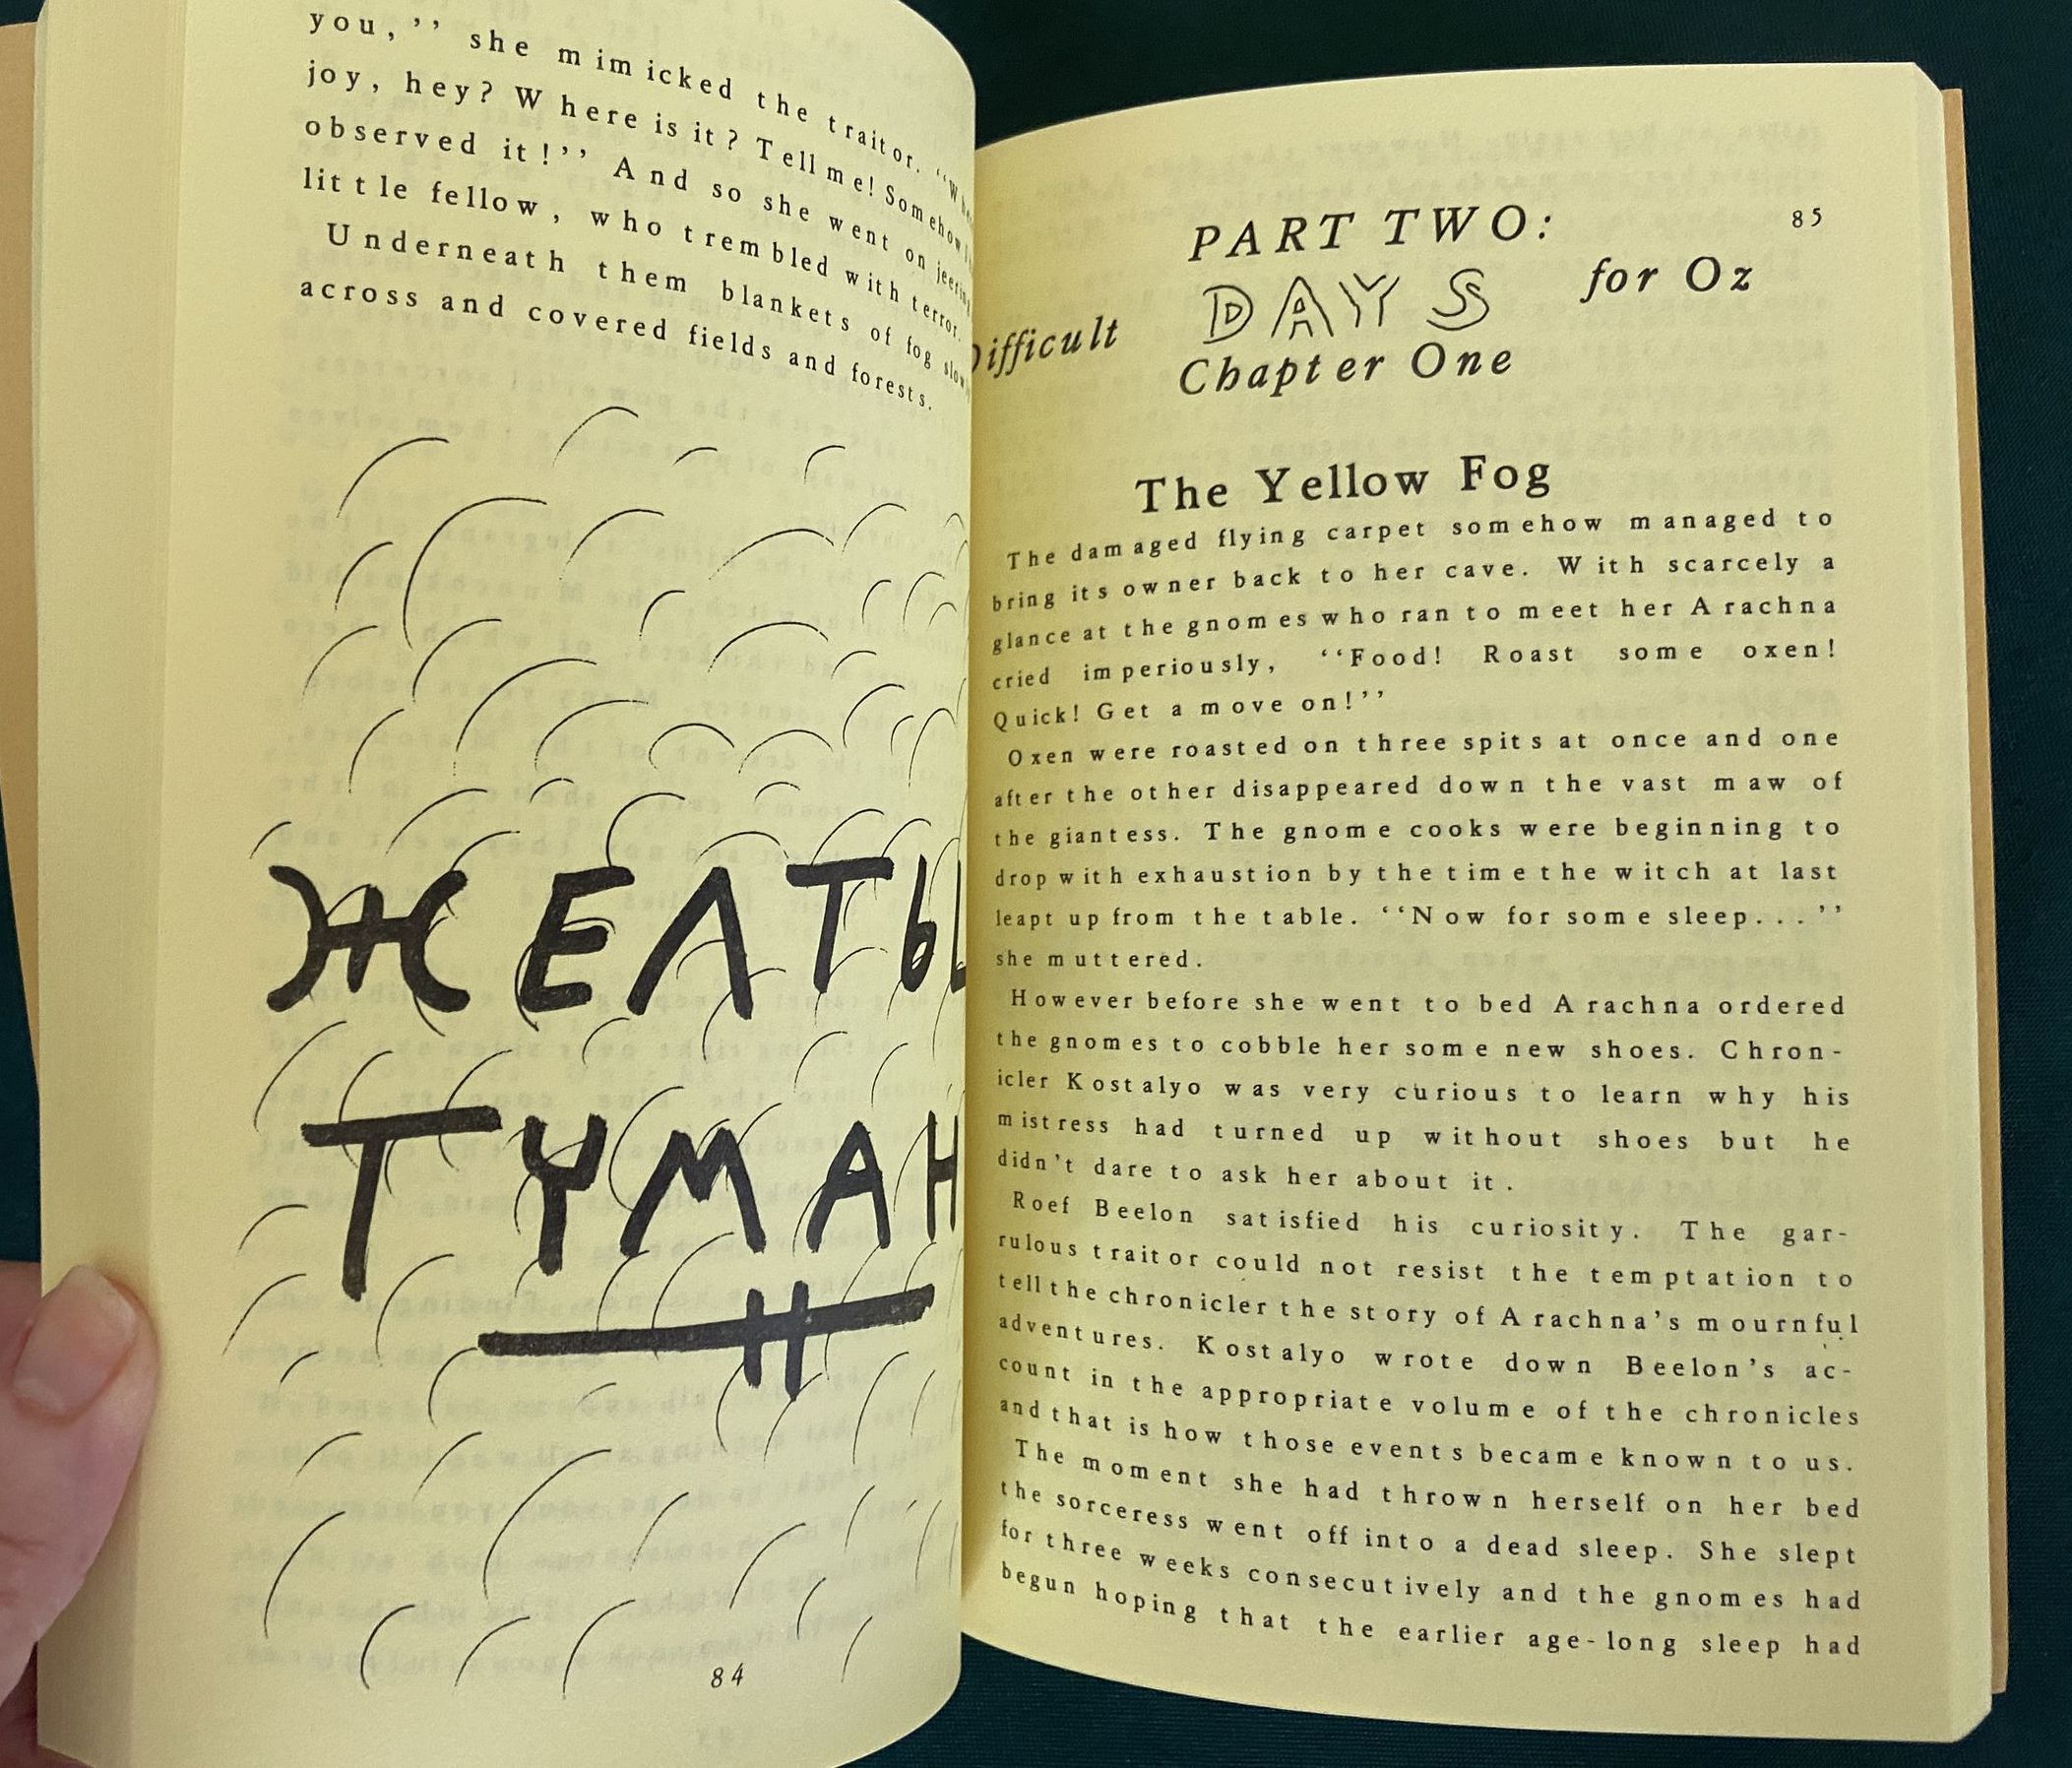 you,’’ she mimicked the traitor.
joy, hey? Where is it? Tell me! Somehow
observed it!’’ And so she went on jeering
little fellow, who trembled with terror.
Underneath them blankets of fog
across and covered fields and forests.
ЖЕЛТЫ
ТУМАН
84
85
PART TWO:
Difficult DAYS for Oz
Chapter One
The Yellow Fog
The damaged flying carpet somehow managed to
bring its owner back to her cave. With scarcely a
glance at the gnomes who ran to meet her Arachna
cried imperiously, ‘‘Food! Roast some oxen!
Quick! Get a move on!’’
Oxen were roasted on three spits at once and one
after the other disappeared down the vast maw of
the giantess. The gnome cooks were beginning to
drop with exhaustion by the time the witch at last
leapt up from the table. ‘‘Now for some sleep...’’
she muttered.
However before she went to bed Arachna ordered
the gnomes to cobble her some new shoes. Chron-
icler Kostalyo was very curious to learn why his
mistress had turned up without shoes but he
didn’t dare to ask her about it.
Roef Beelon satisfied his curiosity. The gar-
rulous traitor could not resist the temptation to
tell the chronicler the story of Arachna’s mournful
adventures. Kostalyo wrote down Beelon’s ac-
count in the appropriate volume of the chronicles
and that is how those events became known to us.
The moment she had thrown herself on her bed
the sorceress went off into a dead sleep. She slept
for three weeks consecutively and the gnomes had
begun hoping that the earlier age-long sleep had